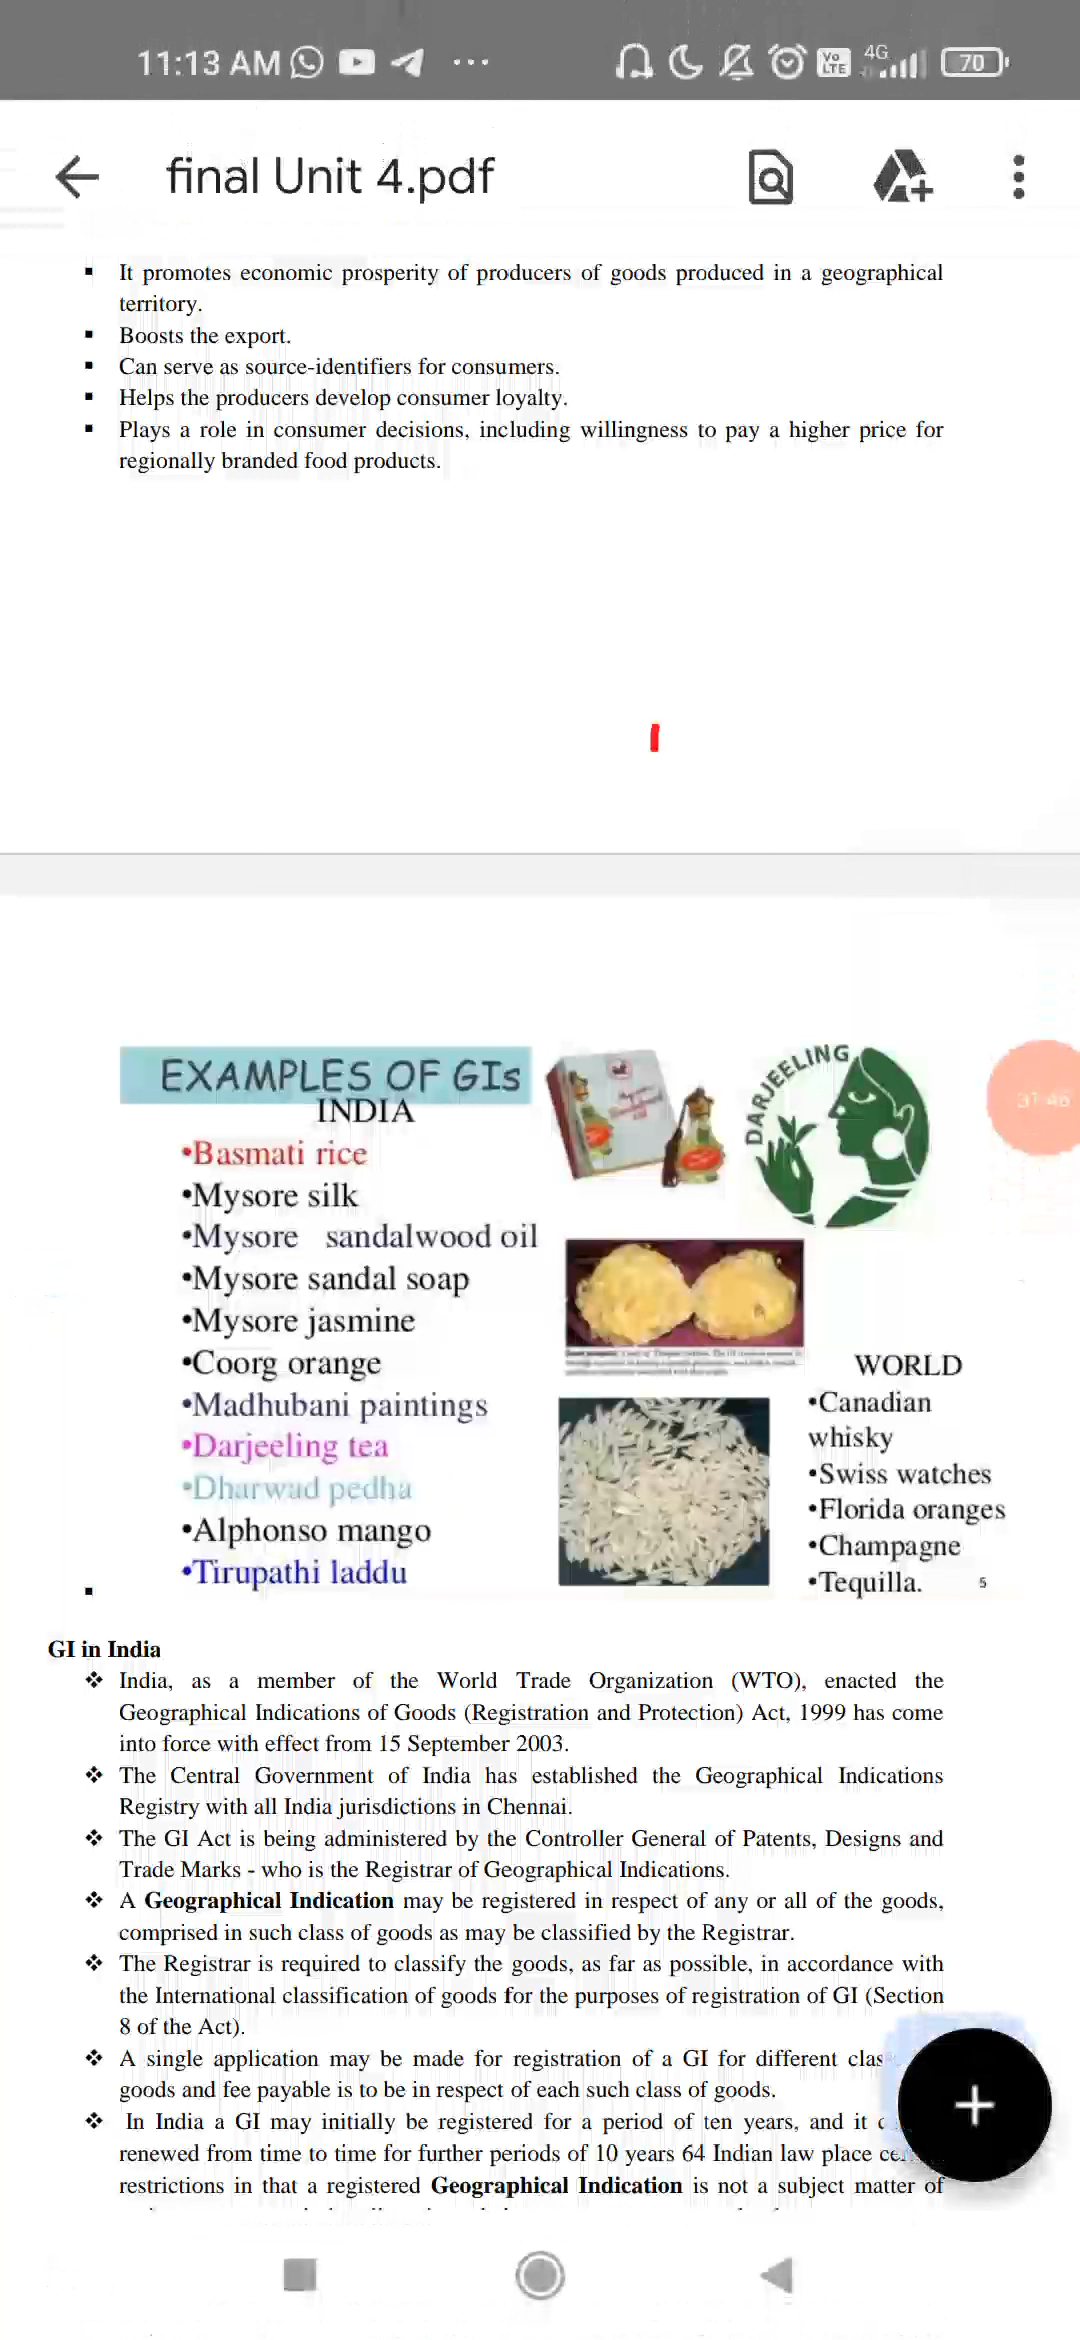 11:13 AM
4G
Vo LTE
70
final Unit 4.pdf
▪ It promotes economic prosperity of producers of goods produced in a geographical
territory.
▪ Boosts the export.
▪ Can serve as source-identifiers for consumers.
▪ Helps the producers develop consumer loyalty.
▪ Plays a role in consumer decisions, including willingness to pay a higher price for
regionally branded food products.
EXAMPLES OF GIs
INDIA
•Basmati rice
•Mysore silk
•Mysore sandalwood oil
•Mysore sandal soap
•Mysore jasmine
•Coorg orange
•Madhubani paintings
•Darjeeling tea
•Dharwad pedha
•Alphonso mango
•Tirupathi laddu
DARJEELING
31:46
WORLD
•Canadian
whisky
•Swiss watches
•Florida oranges
•Champagne
•Tequilla.
5
GI in India
❖ India, as a member of the World Trade Organization (WTO), enacted the
Geographical Indications of Goods (Registration and Protection) Act, 1999 has come
into force with effect from 15 September 2003.
❖ The Central Government of India has established the Geographical Indications
Registry with all India jurisdictions in Chennai.
❖ The GI Act is being administered by the Controller General of Patents, Designs and
Trade Marks - who is the Registrar of Geographical Indications.
❖ A Geographical Indication may be registered in respect of any or all of the goods,
comprised in such class of goods as may be classified by the Registrar.
❖ The Registrar is required to classify the goods, as far as possible, in accordance with
the International classification of goods for the purposes of registration of GI (Section
8 of the Act).
❖ A single application may be made for registration of a GI for different
goods and fee payable is to be in respect of each such class of goods.
❖ In India a GI may initially be registered for a period of ten years, and it
renewed from time to time for further periods of 10 years 64 Indian law place
restrictions in that a registered Geographical Indication is not a subject matter of